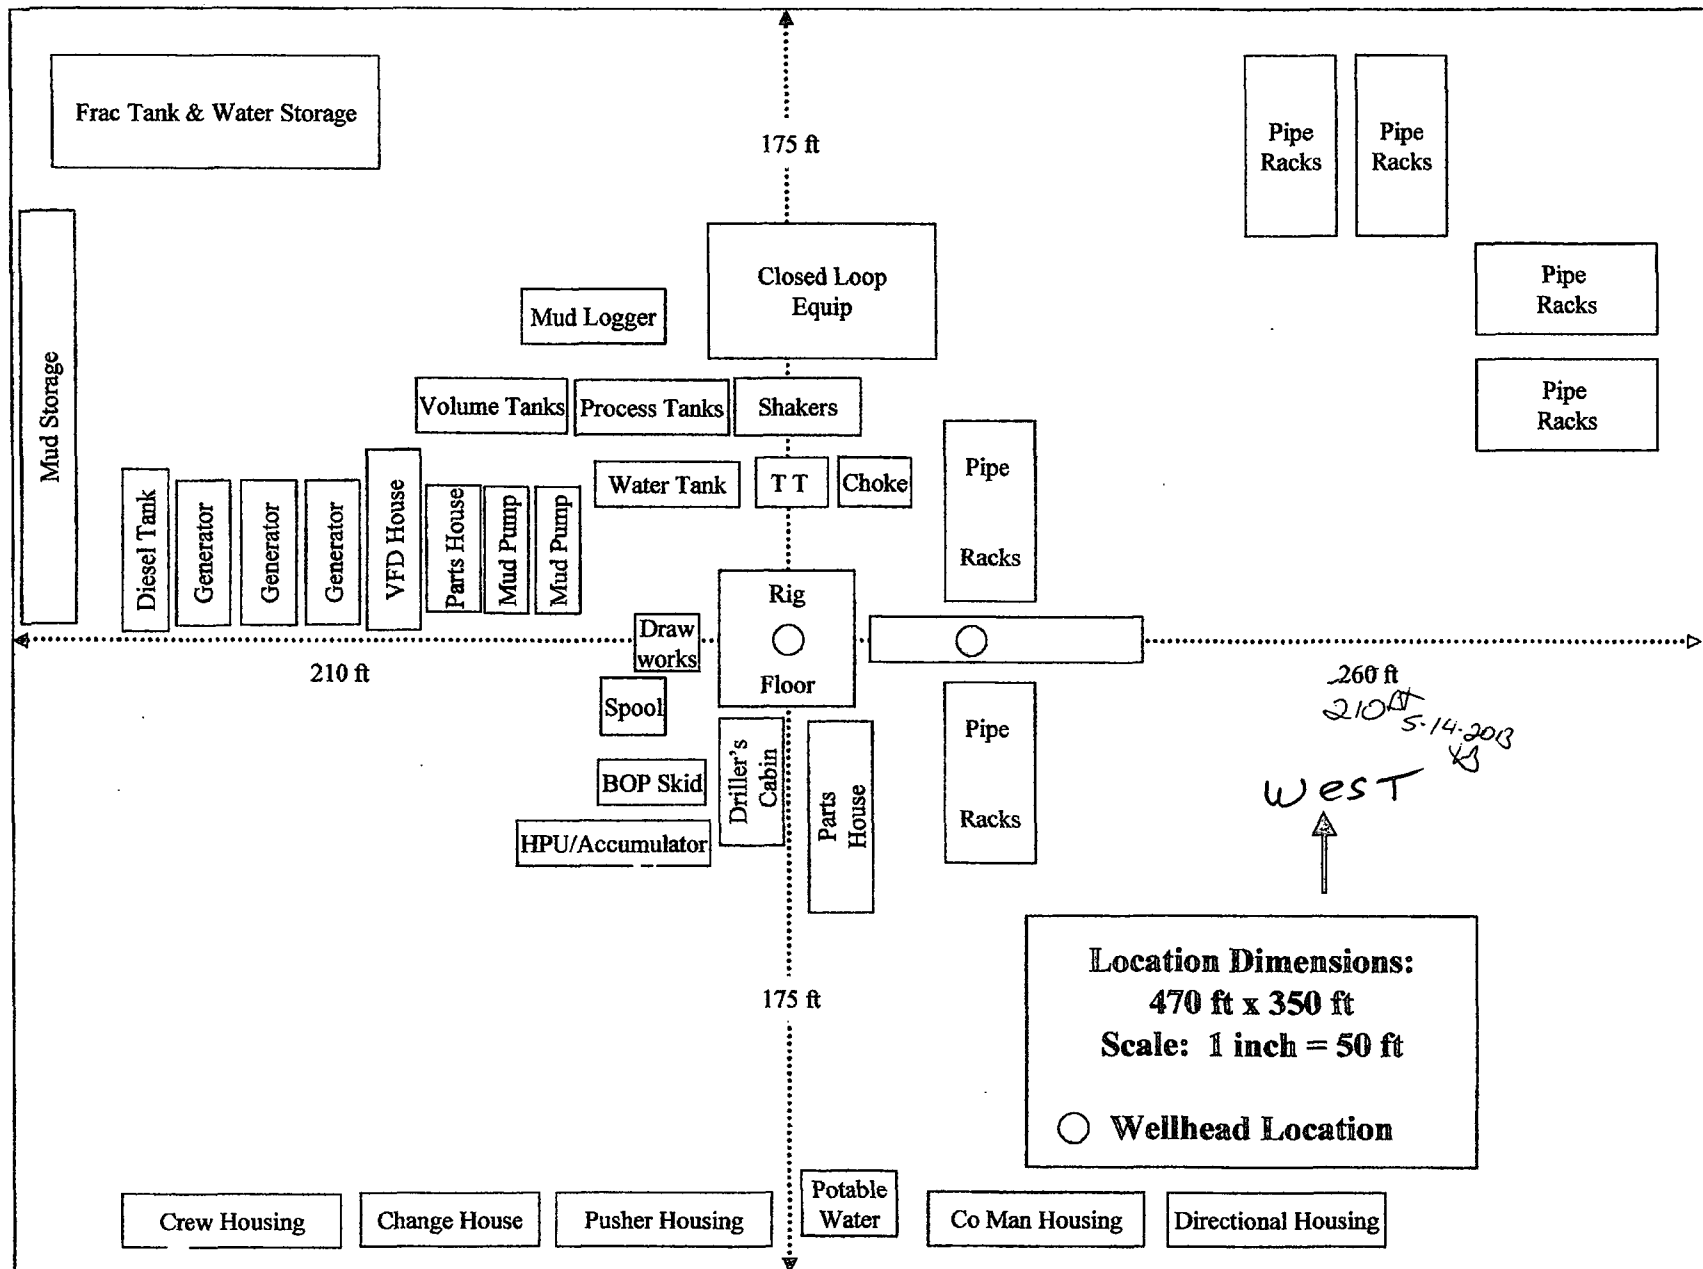 Frac Tank & Water Storage
175 ft
Pipe
Racks
Pipe
Racks
Closed Loop
Equip
Mud Logger
Pipe
Racks
Pipe
Racks
Mud Storage
Volume Tanks
Process Tanks
Shakers
Water Tank
T T
Choke
Pipe
Racks
Diesel Tank
Generator
Generator
Generator
VFD House
Parts House
Mud Pump
Mud Pump
Rig
Floor
Draw
works
210 ft
260 ft
210 ft
5-14-2013
Spool
BOP Skid
HPU/Accumulator
Driller's
Cabin
Parts
House
Pipe
Racks
West
Location Dimensions:
470 ft x 350 ft
Scale: 1 inch = 50 ft
Wellhead Location
175 ft
Crew Housing
Change House
Pusher Housing
Potable
Water
Co Man Housing
Directional Housing